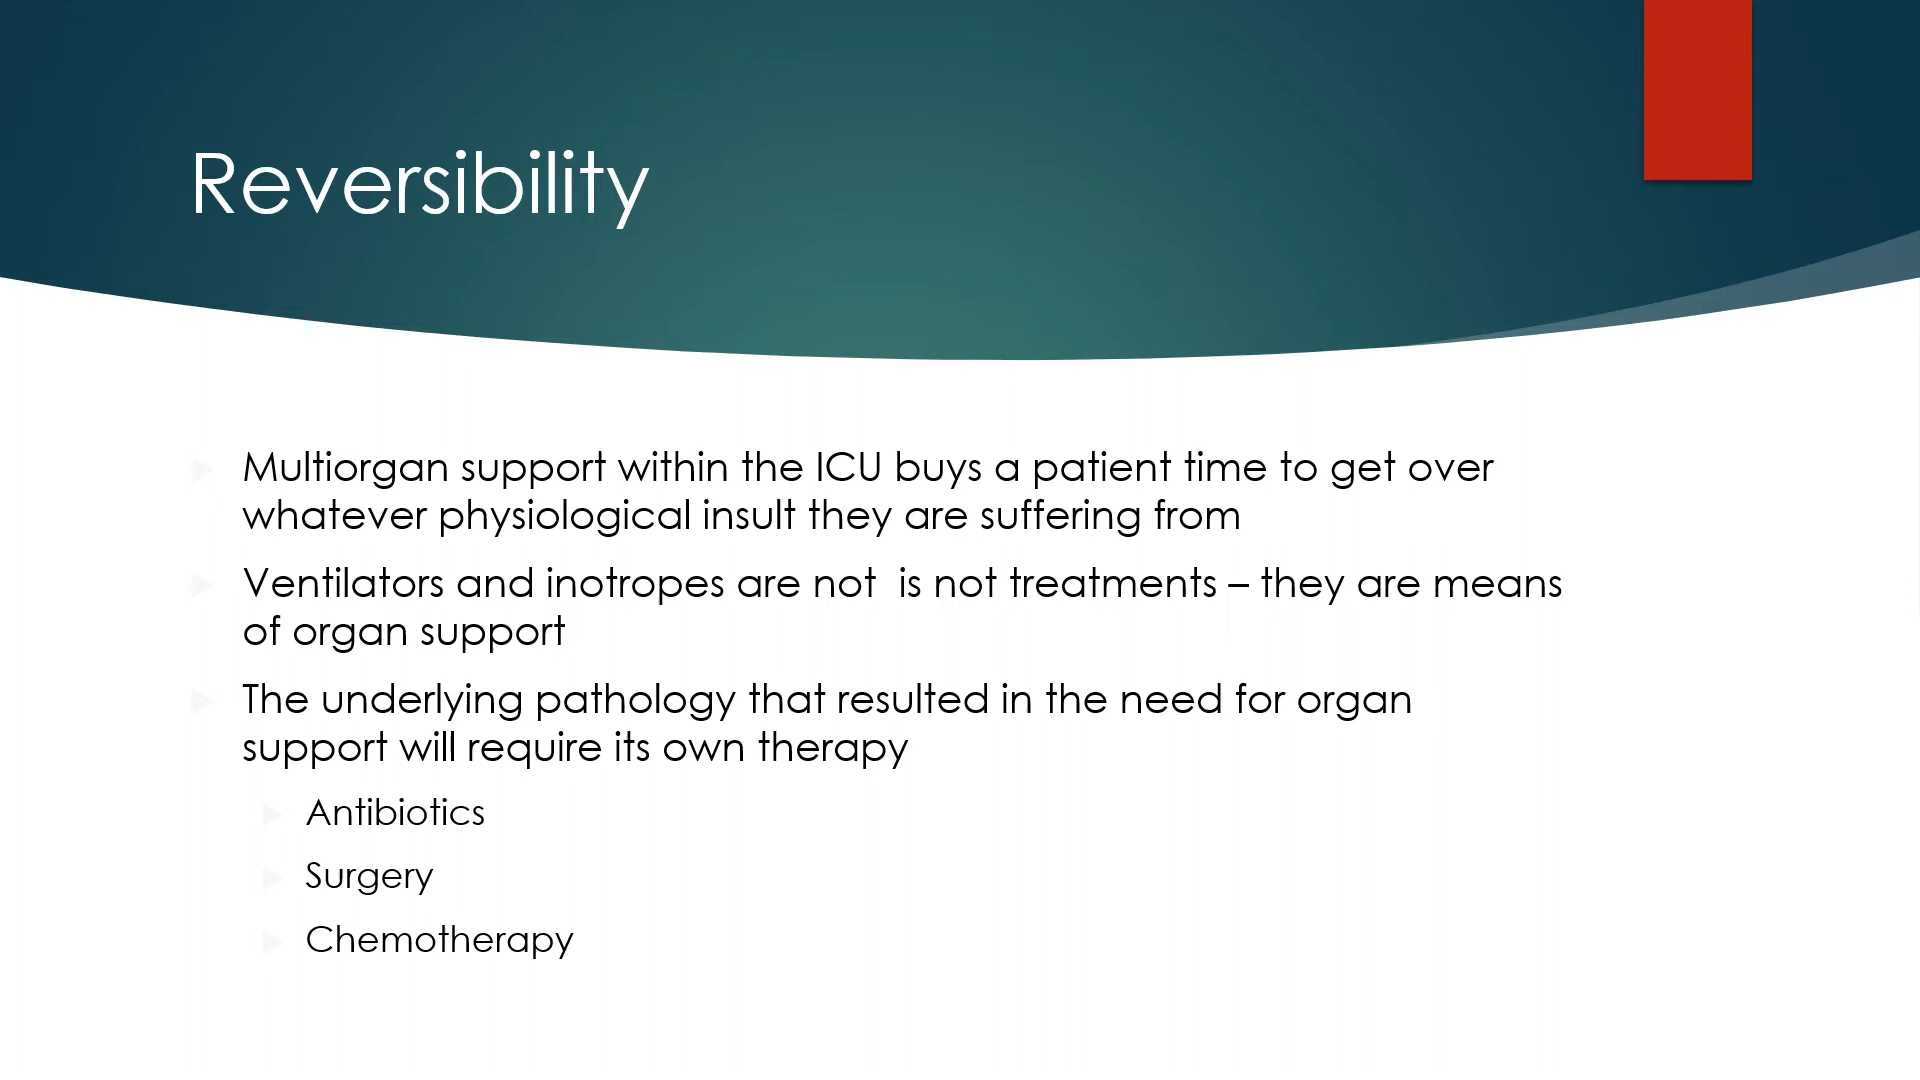 Reversibility
Multiorgan support within the ICU buys a patient time to get over
whatever physiological insult they are suffering from
Ventilators and inotropes are not  is not treatments – they are means
of organ support
The underlying pathology that resulted in the need for organ
support will require its own therapy
Antibiotics
Surgery
Chemotherapy